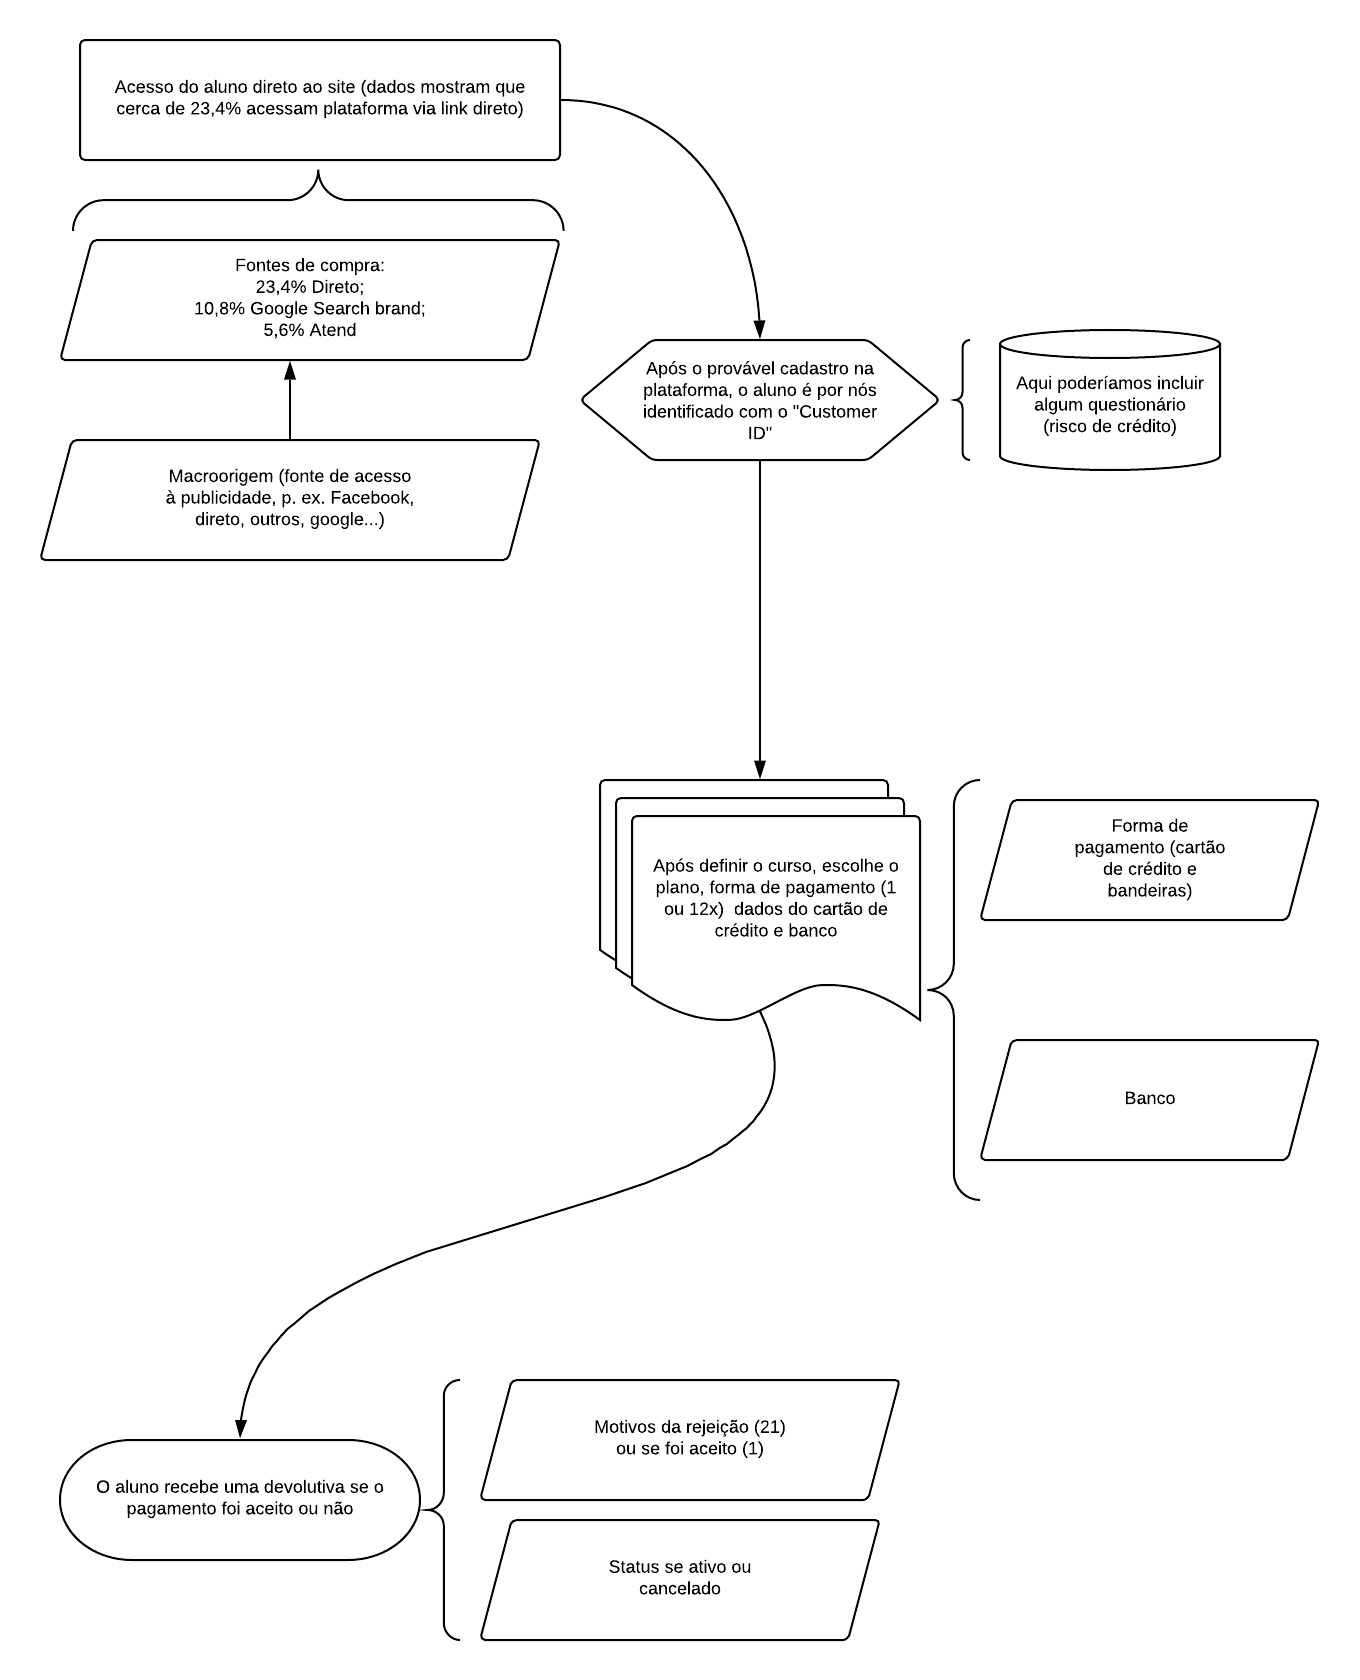 Acesso do aluno direto ao site (dados mostram que
cerca de 23,4% acessam plataforma via link direto)
Fontes de compra:
23,4% Direto;
10,8% Google Search brand;
5,6% Atend
Macroorigem (fonte de acesso
à publicidade, p. ex. Facebook,
direto, outros, google...)
Após o provável cadastro na
plataforma, o aluno é por nós
identificado com o "Customer
ID"
Aqui poderíamos incluir
algum questionário
(risco de crédito)
Após definir o curso, escolhe o
plano, forma de pagamento (1
ou 12x)  dados do cartão de
crédito e banco
Forma de
pagamento (cartão
de crédito e
bandeiras)
Banco
O aluno recebe uma devolutiva se o
pagamento foi aceito ou não
Motivos da rejeição (21)
ou se foi aceito (1)
Status se ativo ou
cancelado